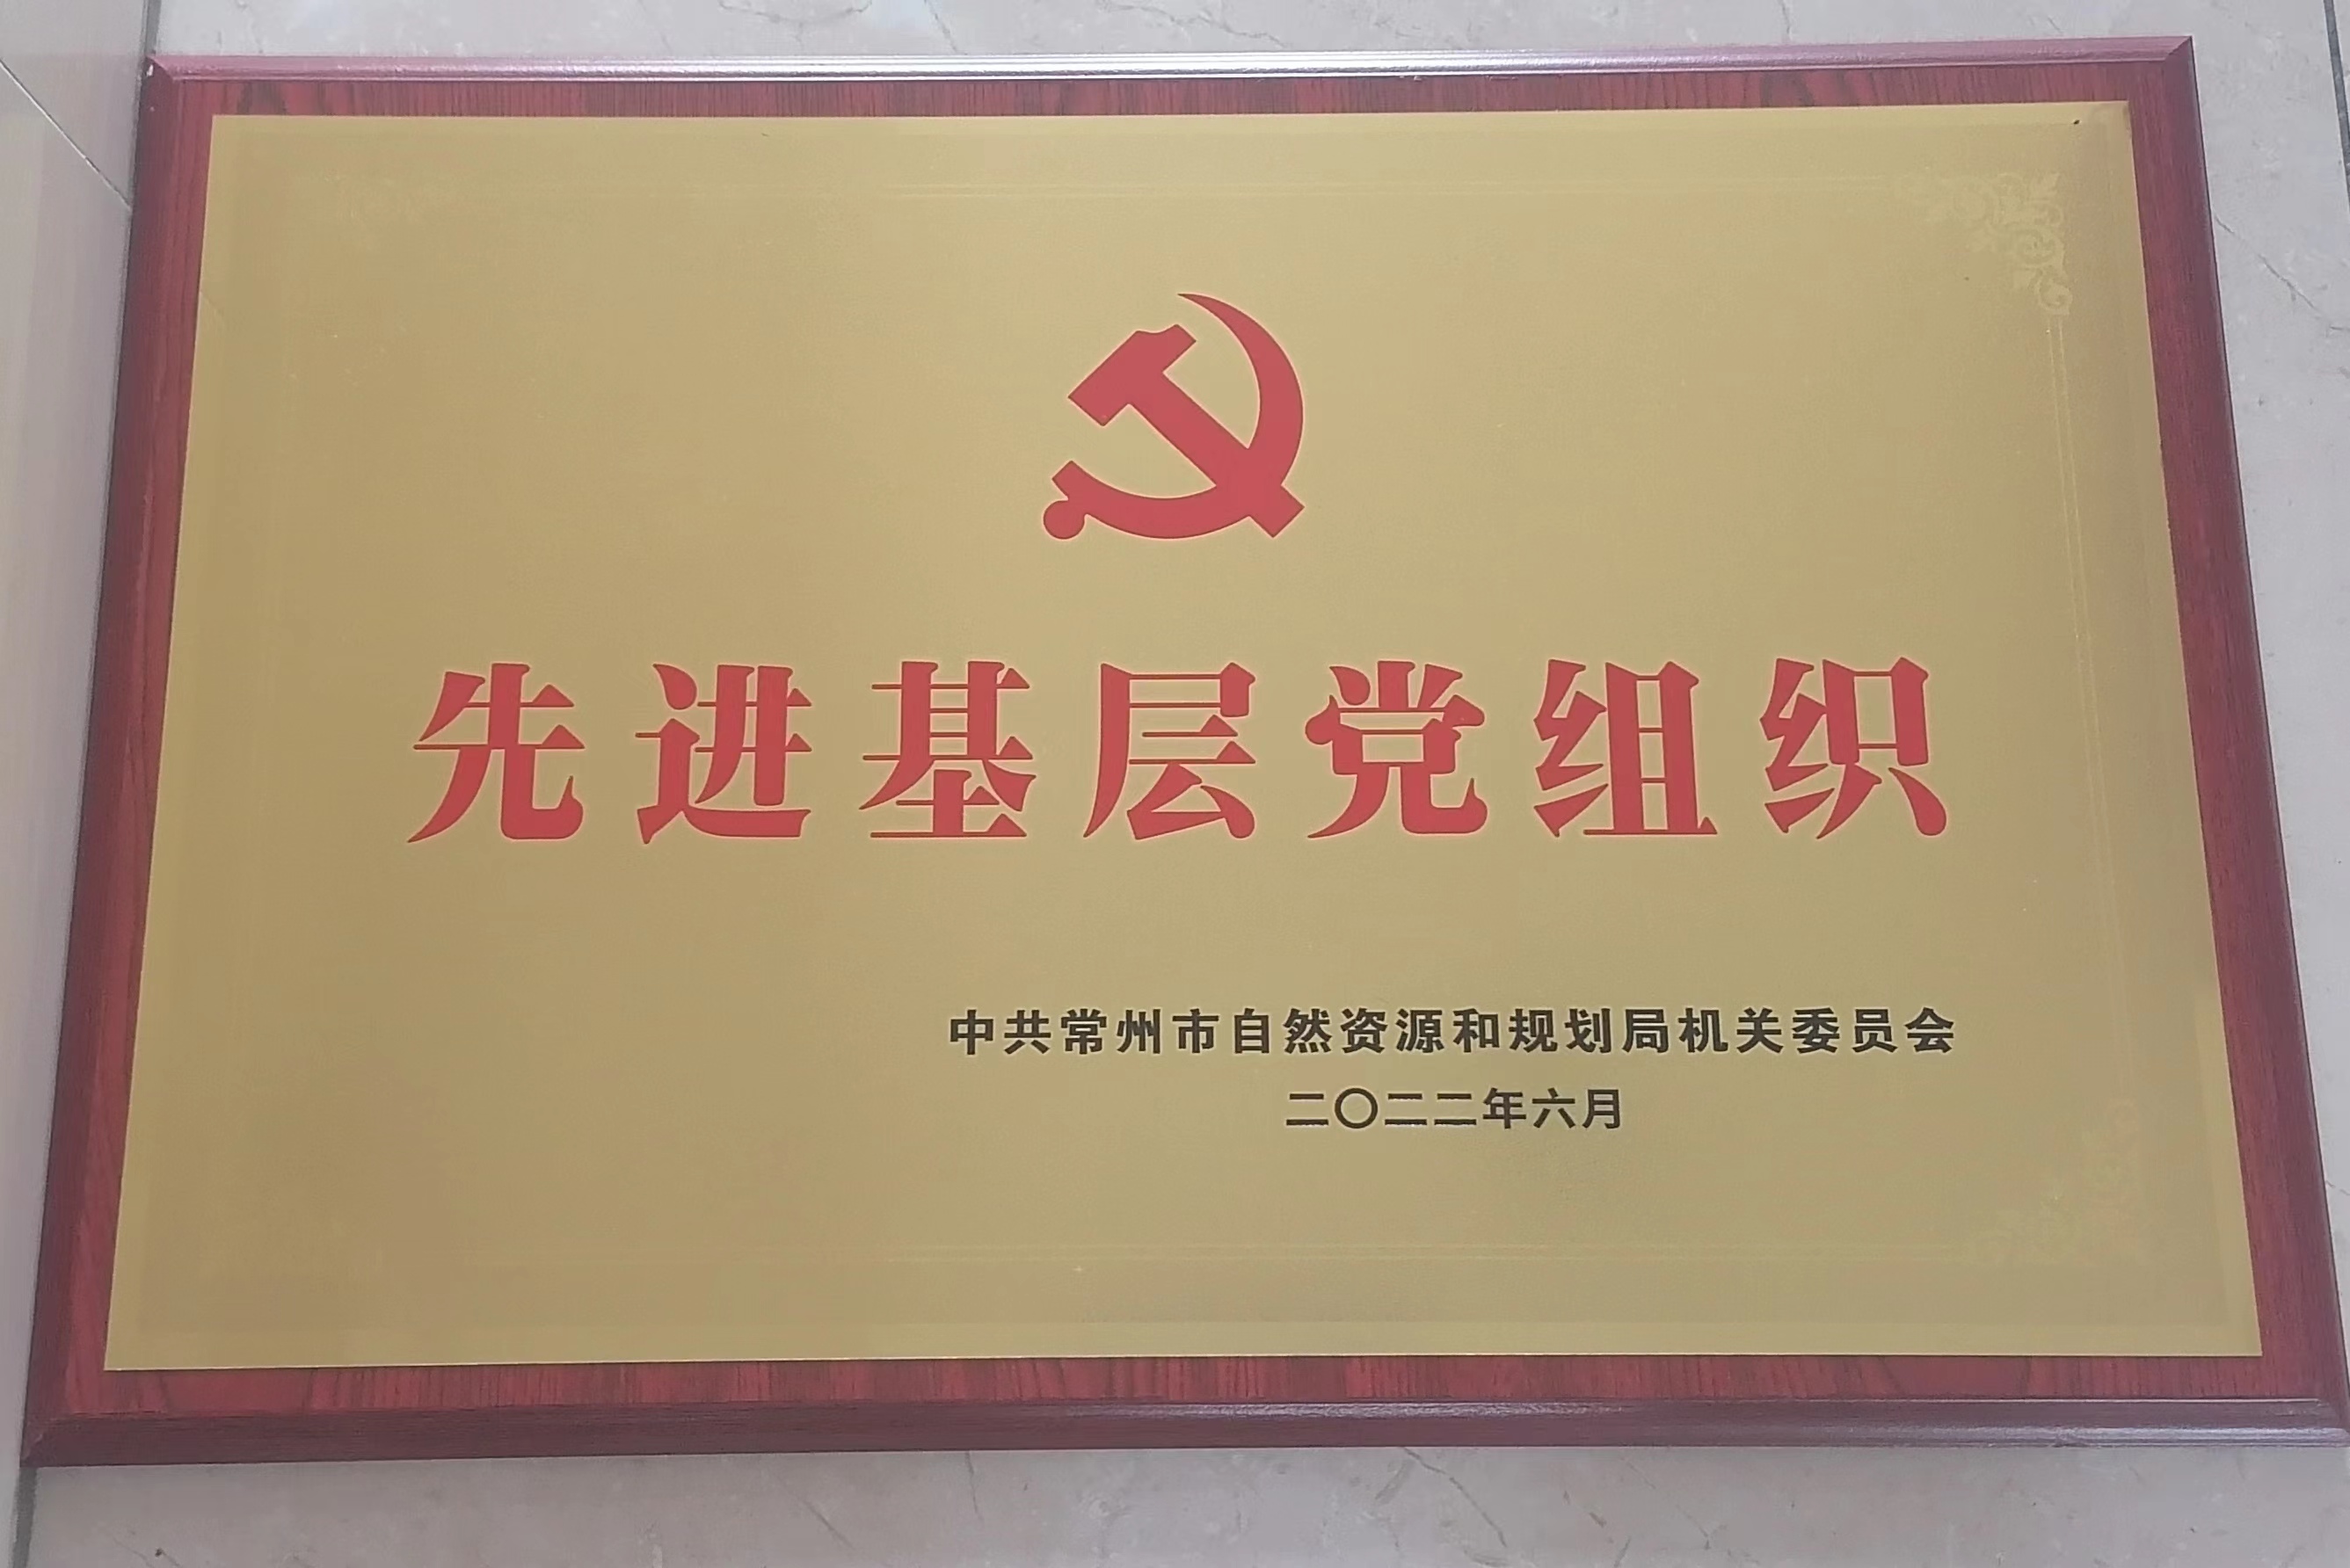 先进基层党组织
中共常州市自然资源和规划局机关委员会
二〇二二年六月